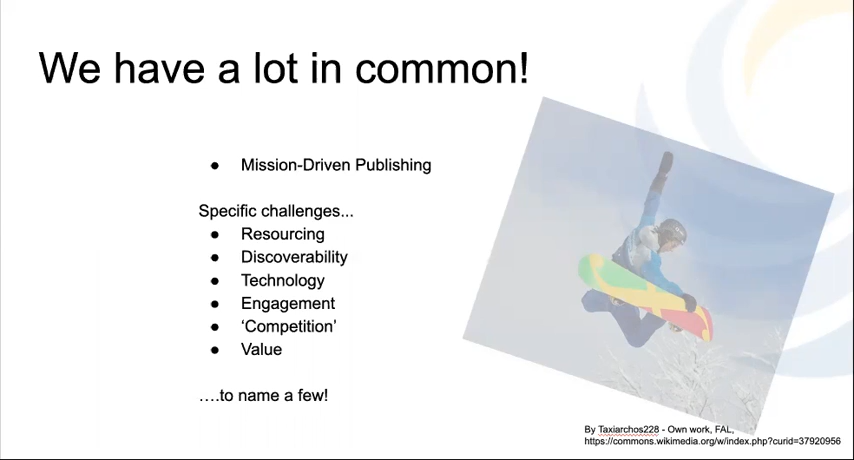 We have a lot in common!
● Mission-Driven Publishing
Specific challenges...
● Resourcing
● Discoverability
● Technology
● Engagement
● ‘Competition’
● Value
….to name a few!
By Taxiarchos228 - Own work, FAL,
https://commons.wikimedia.org/w/index.php?curid=37920956